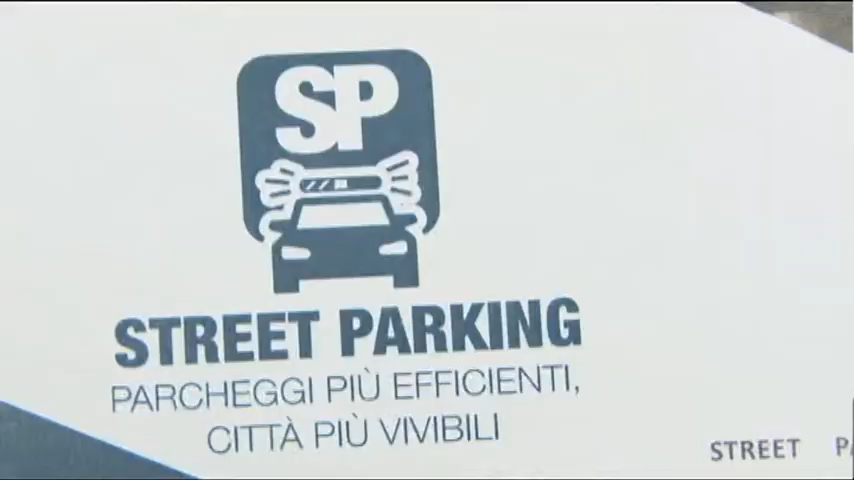 SP
STREET PARKING
PARCHEGGI PIÙ EFFICIENTI,
CITTÀ PIÙ VIVIBILI
STREET